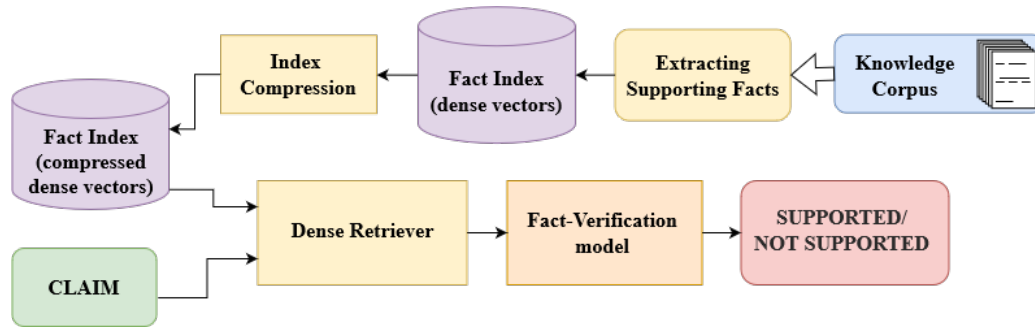 Index
Compression
Fact Index
(dense vectors)
Extracting
Supporting Facts
Knowledge
Corpus
Fact Index
(compressed
dense vectors)
Dense Retriever
Fact-Verification
model
SUPPORTED/
NOT SUPPORTED
CLAIM